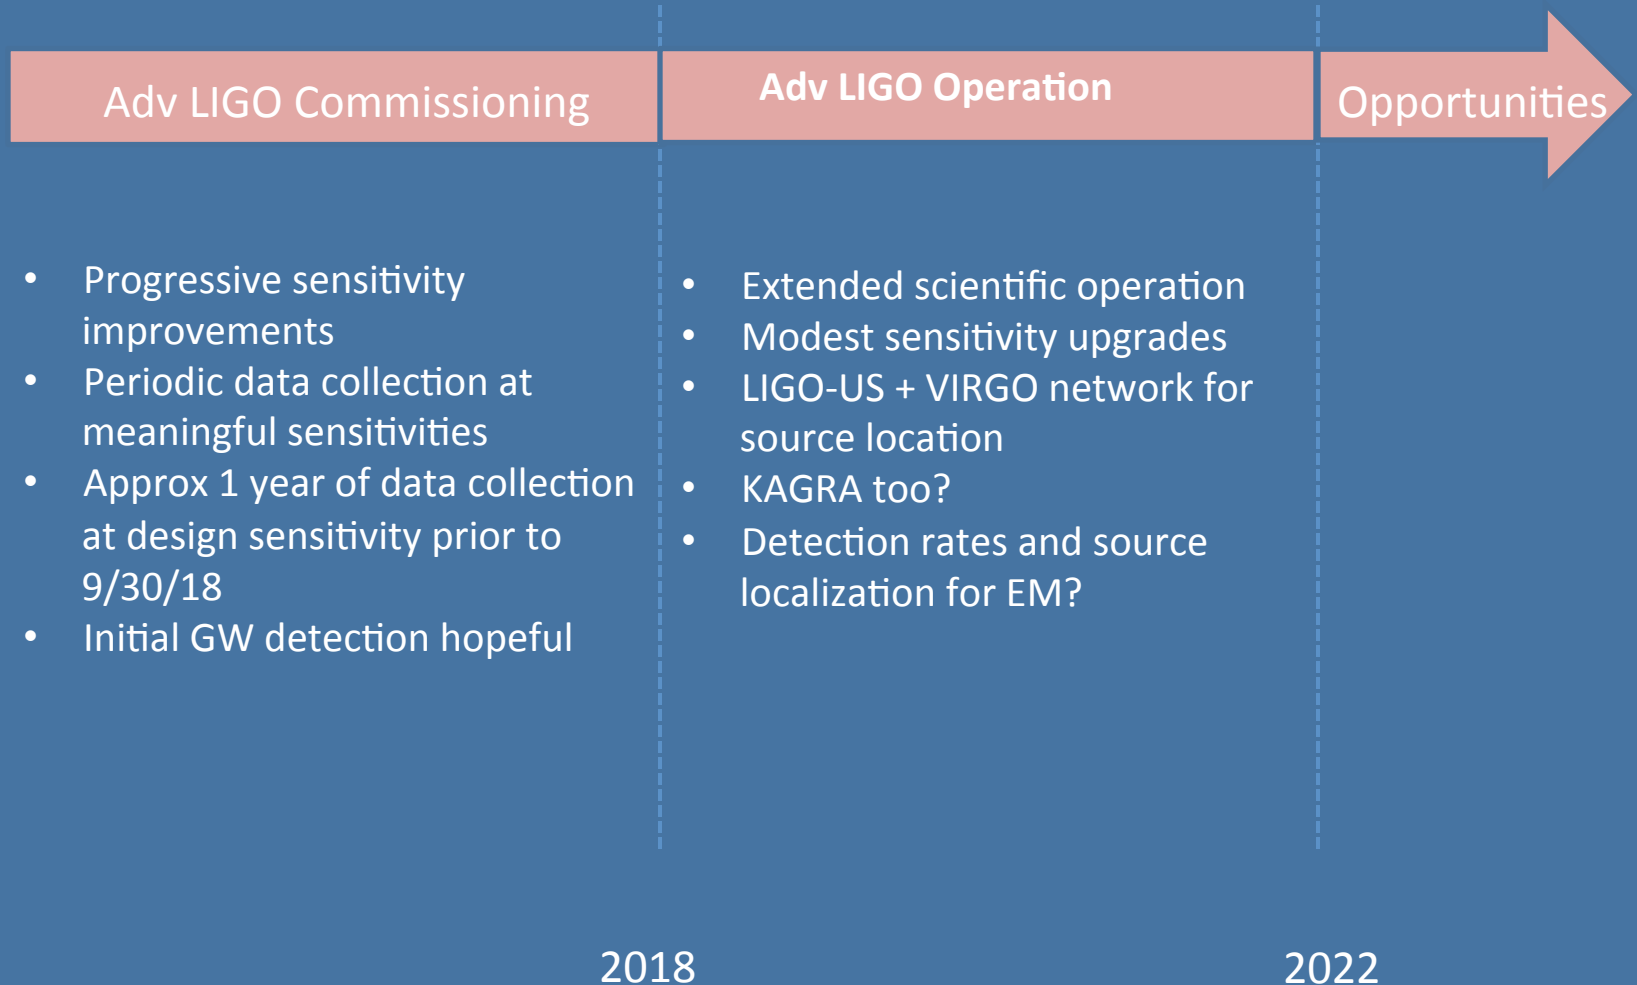 Adv LIGO Commissioning
Adv LIGO Operation
Opportunities
• Progressive sensitivity
improvements
• Periodic data collection at
meaningful sensitivities
• Approx 1 year of data collection
at design sensitivity prior to
9/30/18
• Initial GW detection hopeful
• Extended scientific operation
• Modest sensitivity upgrades
• LIGO-US + VIRGO network for
source location
• KAGRA too?
• Detection rates and source
localization for EM?
2018
2022